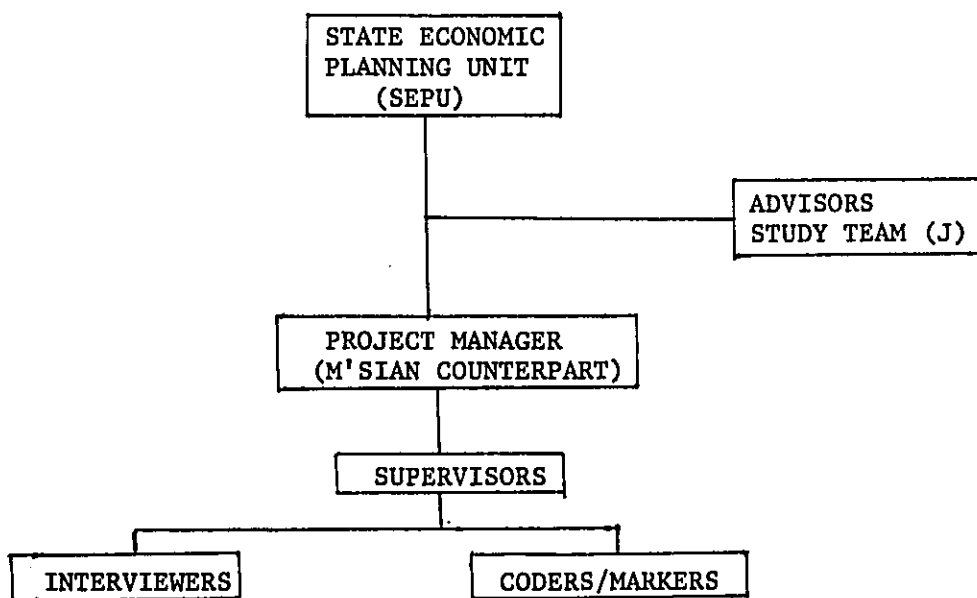 STATE ECONOMIC
PLANNING UNIT
(SEPU)
ADVISORS
STUDY TEAM (J)
PROJECT MANAGER
(M'SIAN COUNTERPART)
SUPERVISORS
INTERVIEWERS
CODERS/MARKERS